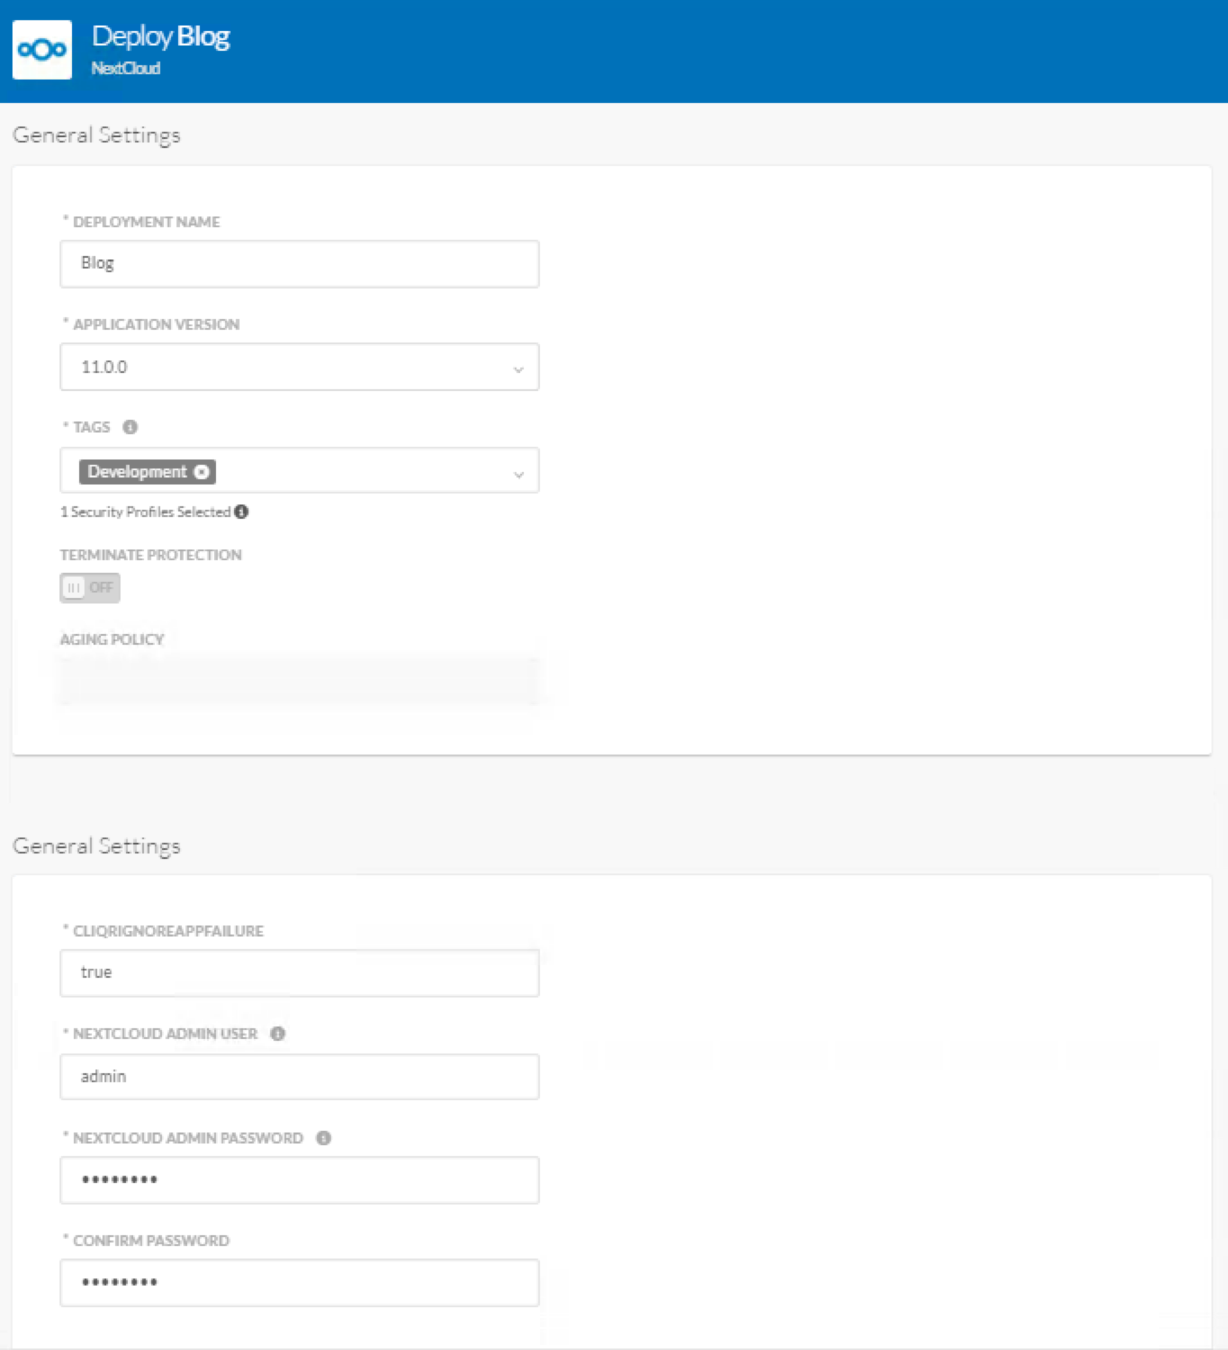 Deploy Blog
NextCloud
General Settings
* DEPLOYMENT NAME
Blog
* APPLICATION VERSION
11.0.0
* TAGS
Development
1 Security Profiles Selected
TERMINATE PROTECTION
OFF
AGING POLICY
General Settings
* CLIQRIGNOREAPPFAILURE
true
* NEXTCLOUD ADMIN USER
admin
* NEXTCLOUD ADMIN PASSWORD
••••••••
* CONFIRM PASSWORD
••••••••